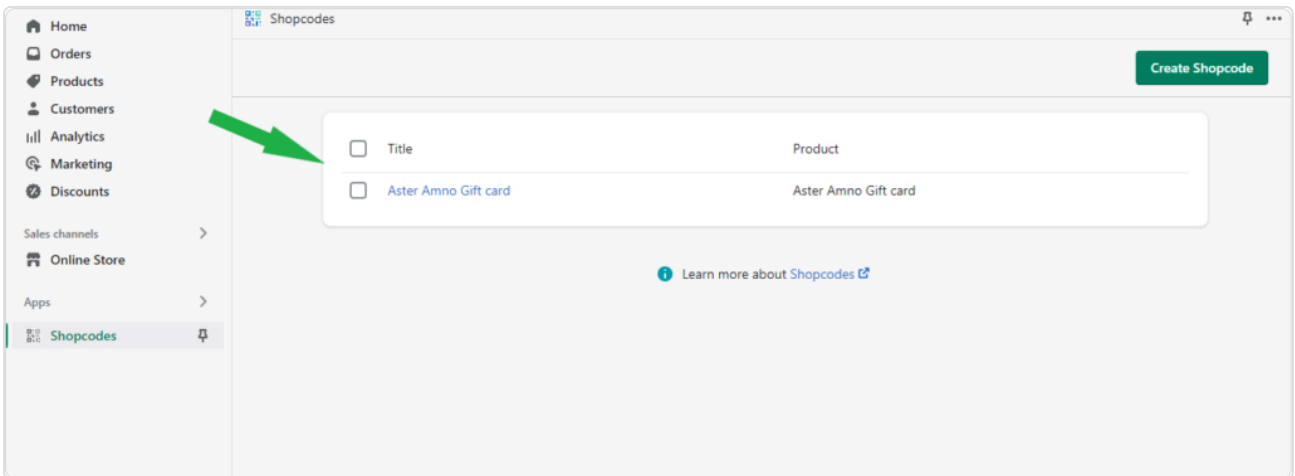 Home
Orders
Products
Customers
Analytics
Marketing
Discounts
Sales channels
Online Store
Apps
Shopcodes
Shopcodes
Create Shopcode
Title Product
Aster Amno Gift card Aster Amno Gift card
Learn more about Shopcodes